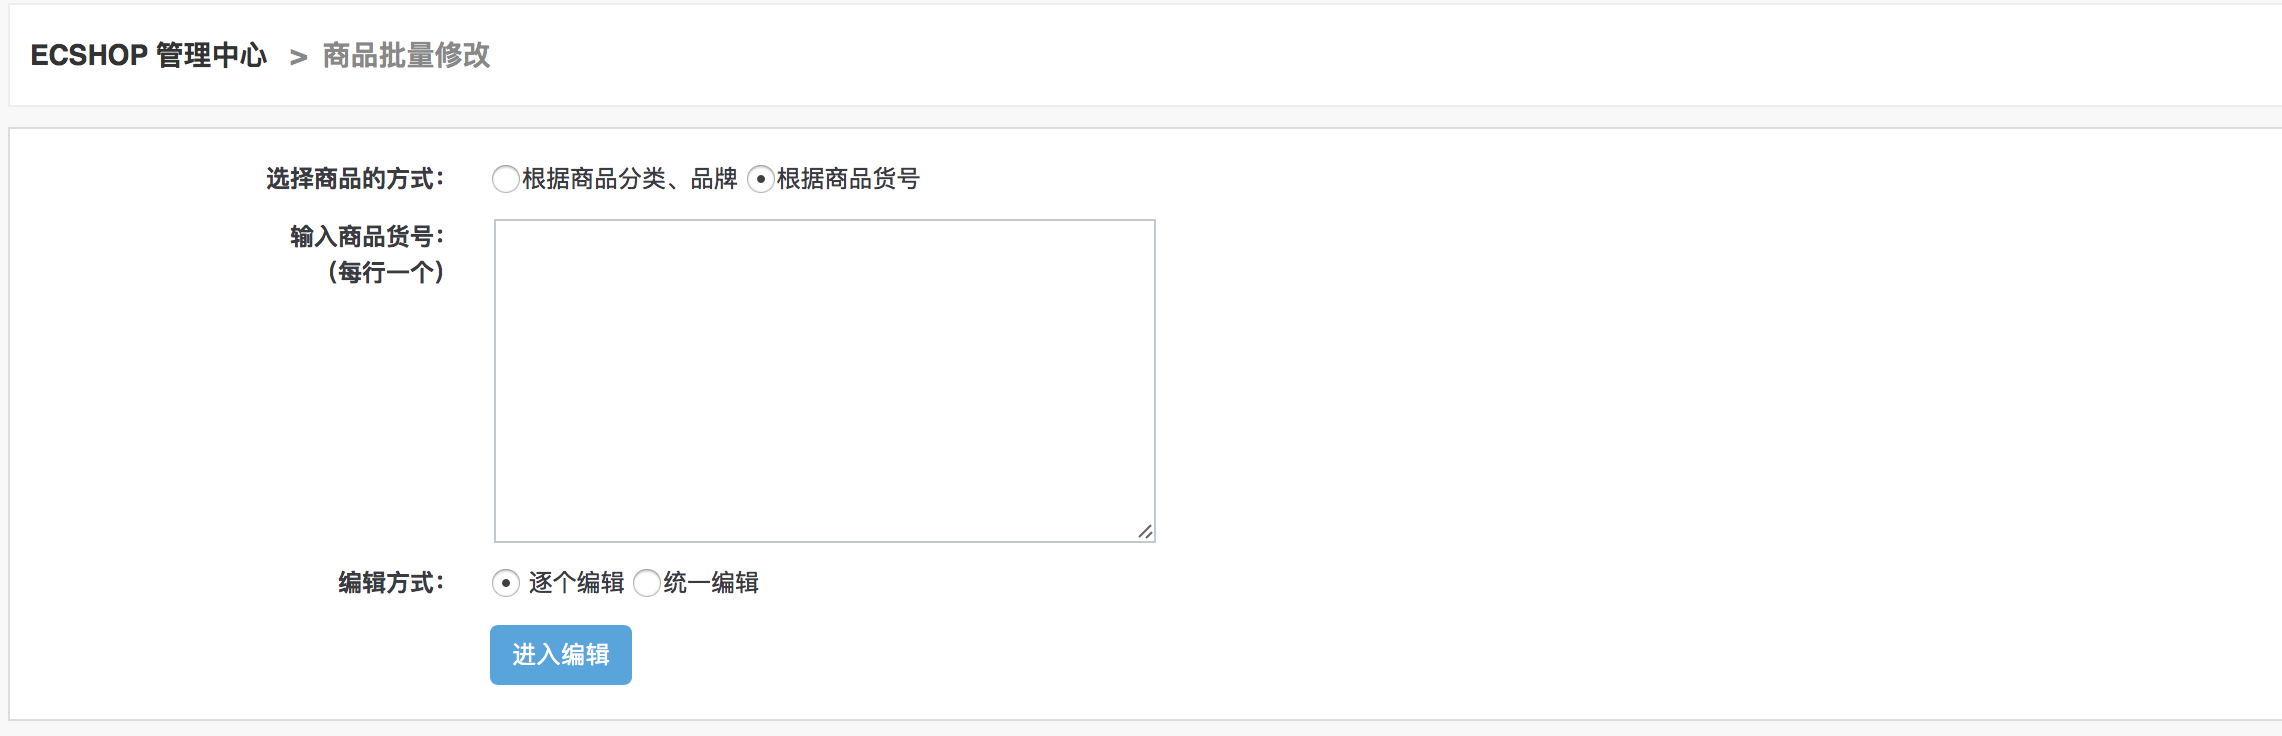 ECSHOP 管理中心 > 商品批量修改
选择商品的方式： 根据商品分类、品牌 根据商品货号
输入商品货号：
（每行一个）
编辑方式： 逐个编辑 统一编辑
进入编辑